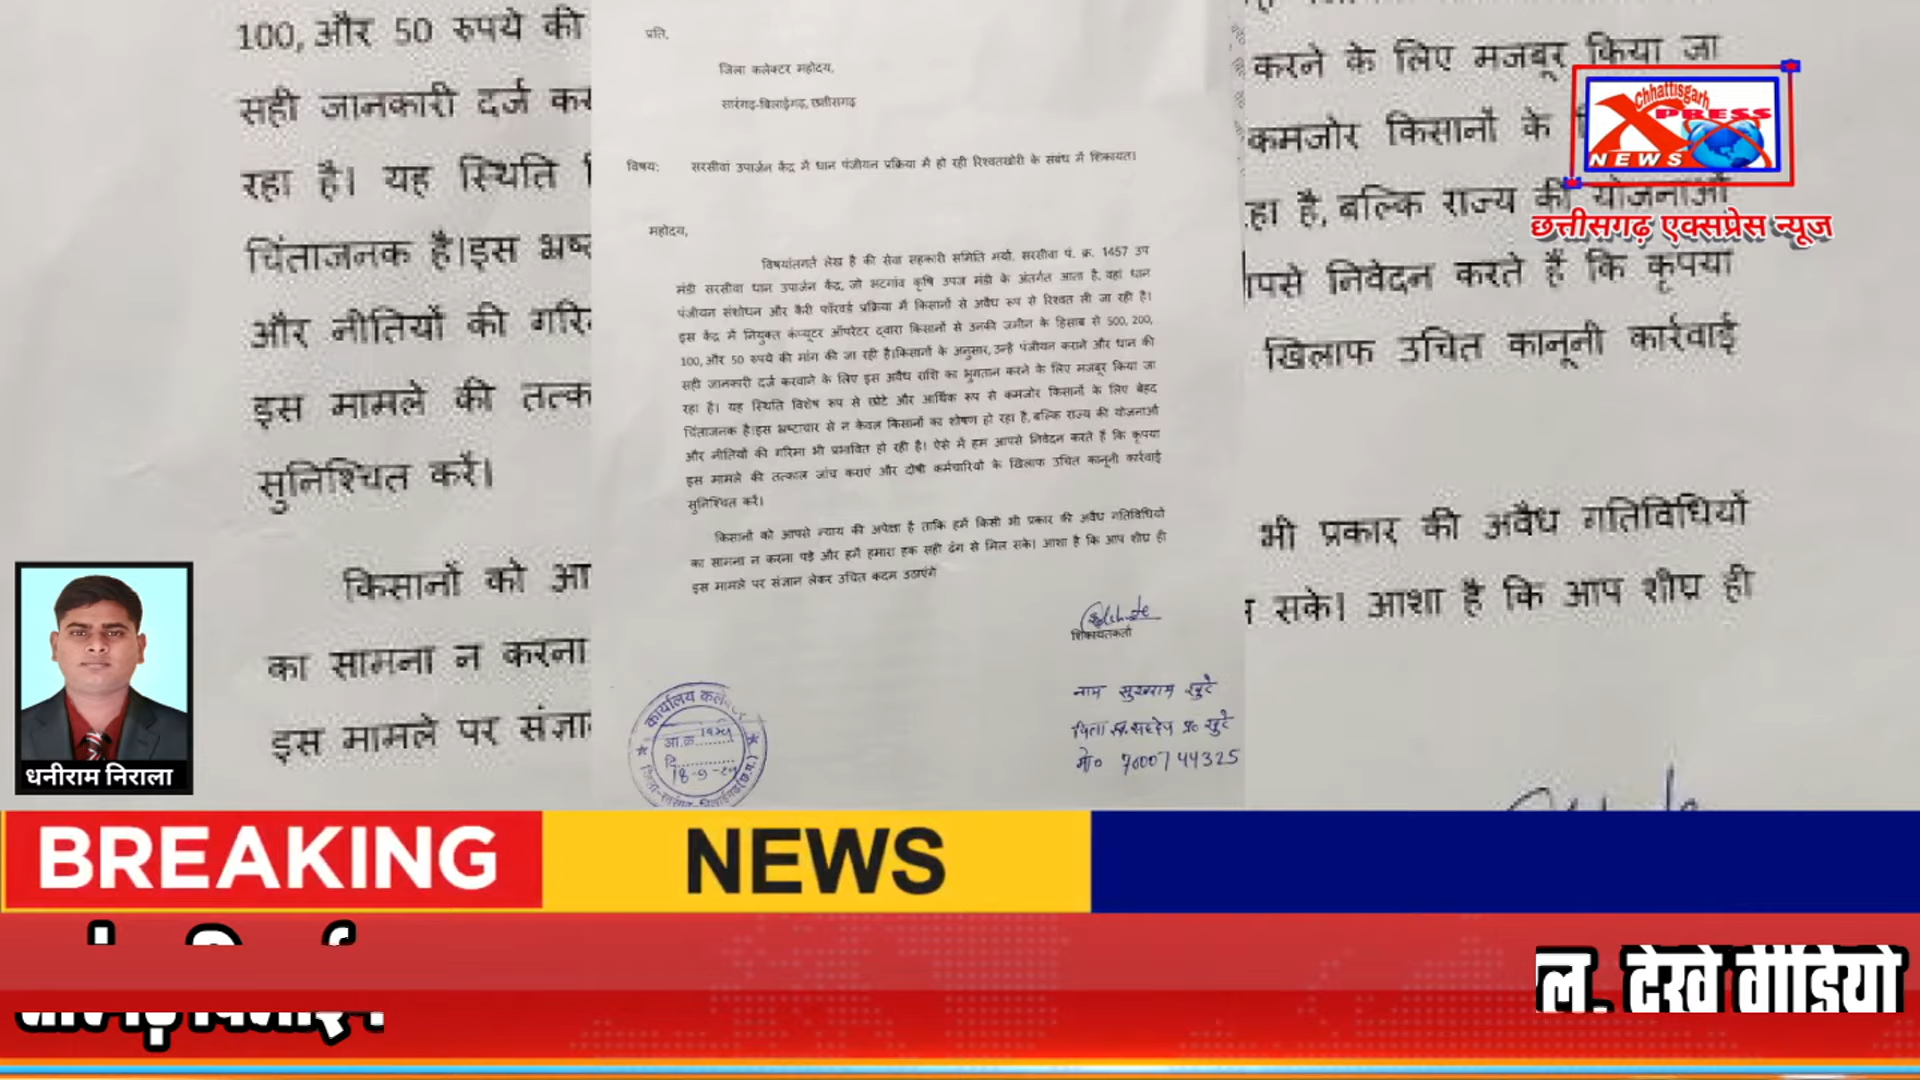 100, और 50 रुपये की
सही जानकारी दर्ज कर
रहा है। यह स्थिति
चिंताजनक है।इस भ्रष्ट
और नीतियों की
इस मामले की
सुनिश्चित करें।
किसानों को
का सामना न करना
इस मामले पर
प्रति,
जिला कलेक्टर महोदय,
सारंगढ़-बिलाईगढ़, छत्तीसगढ़
विषय: सरसीवां उपार्जन केंद्र में धान पंजीयन प्रक्रिया में हो रही रिश्वतखोरी के संबंध में शिकायत।
महोदय,
विषयांतगर्त लेख है की सेवा सहकारी समिति मर्या. सरसीवा पं. क्र. 1457 उप
मंडी सरसीवा धान उपार्जन केंद्र, जो भटगांव कृषि उपज मंडी के अंतर्गत आता है, वहां धान
पंजीयन संशोधन और कैरी फॉरवर्ड प्रक्रिया में किसानों से अवैध रूप से रिश्वत ली जा रही है।
इस केंद्र में नियुक्त कंप्यूटर ऑपरेटर द्वारा किसानों से उनकी जमीन के हिसाब से 500, 200,
100, और 50 रुपये की मांग की जा रही है।किसानों के अनुसार, उन्हें पंजीयन कराने और धान की
सही जानकारी दर्ज करवाने के लिए इस अवैध राशि का भुगतान करने के लिए मजबूर किया जा
रहा है। यह स्थिति विशेष रूप से छोटे और आर्थिक रूप से कमजोर किसानों के लिए बेहद
चिंताजनक है।इस भ्रष्टाचार से न केवल किसानों का शोषण हो रहा है, बल्कि राज्य की योजनाओं
और नीतियों की गरिमा भी प्रभावित हो रही है। ऐसे में हम आपसे निवेदन करते हैं कि कृपया
इस मामले की तत्काल जांच कराएं और दोषी कर्मचारियों के खिलाफ उचित कानूनी कार्रवाई
सुनिश्चित करें।
किसानों को आपसे न्याय की अपेक्षा है ताकि हमें किसी भी प्रकार की अवैध गतिविधियों
का सामना न करना पड़े और हमें हमारा हक सही ढंग से मिल सके। आशा है कि आप शीघ्र ही
इस मामले पर संज्ञान लेकर उचित कदम उठाएंगे
शिकायतकर्ता
नाम सुखराम खुटे
पिता
मो० 7000744325
कार्यालय
आ.क्र.
दि. 18-9-24
करने के लिए मजबूर किया जा
कमजोर किसानों के
है, बल्कि राज्य की योजनाओं
निवेदन करते हैं कि कृपया
खिलाफ उचित कानूनी कार्रवाई
भी प्रकार की अवैध गतिविधियों
सके। आशा है कि आप शीघ्र ही
Chhattisgarh
XPRESS
NEWS
छत्तीसगढ़ एक्सप्रेस न्यूज
धनीराम निराला
BREAKING NEWS
देखे वीडियो